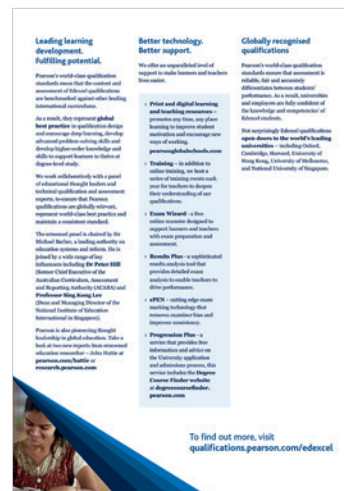 Leading learning
development.
Fulfilling potential.
Pearson's world-class qualification
standards mean that the content and
assessment of Edexcel qualifications
are benchmarked against other leading
international curriculums.
As a result, they represent global
best practice in qualification design
and encourage deep learning, develop
advanced problem-solving skills and
develop higher-order knowledge and
skills to support learners to thrive at
degree-level study.
We work collaboratively with a panel
of educational thought leaders and
technical qualification and assessment
experts, to ensure that Pearson
qualifications are globally relevant,
represent world-class best practice and
maintain a consistent standard.
The esteemed panel is chaired by Sir
Michael Barber, a leading authority on
education systems and reform. He is
joined by a wide range of key
influencers including Dr Peter Hill
(former Chief Executive of the
Australian Curriculum, Assessment
and Reporting Authority (ACARA) and
Professor Sing Kong Lee
(Dean and Managing Director of the
National Institute of Education
International in Singapore).
Pearson is also pioneering thought
leadership in global education. Take a
look at two new reports from renowned
education researcher – John Hattie at
pearson.com/hattie or
research.pearson.com
Better technology.
Better support.
We offer an unparalleled level of
support to make learners and teachers
lives easier.
› Print and digital learning
and teaching resources –
promotes any time, any place
learning to improve student
motivation and encourage new
ways of working.
pearsonglobalschools.com
› Training – in addition to
online training, we host a
series of training events each
year for teachers to deepen
their understanding of our
qualifications.
› Exam Wizard - a free
online resource designed to
support learners and teachers
with exam preparation and
assessment.
› Results Plus – a sophisticated
results analysis tool that
provides detailed exam
analysis to enable teachers to
drive performance.
› ePEN – cutting edge exam
marking technology that
removes examiner bias and
improves consistency.
› Progression Plus - a
service that provides free
information and advice on
the University application
and admissions process, this
service includes the Degree
Course Finder website
at degreecoursefinder.
pearson.com
Globally recognised
qualifications
Pearson's world-class qualification
standards ensure that assessment is
reliable, fair and accurately
differentiates between students'
performance. As a result, universities
and employers are fully confident of
the knowledge and competencies of
Edexcel students.
Not surprisingly Edexcel qualifications
open doors to the world's leading
universities – including Oxford,
Cambridge, Harvard, University of
Hong Kong, University of Melbourne,
and National University of Singapore.
To find out more, visit
qualifications.pearson.com/edexcel